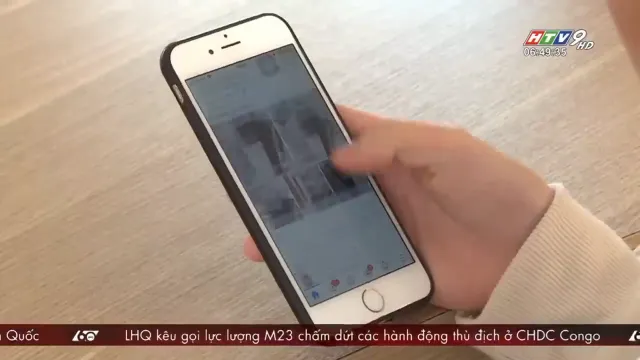 HTV9 HD
06:49:35
n Quốc 60 LHQ kêu gọi lực lượng M23 chấm dứt các hành động thù địch ở CHDC Congo